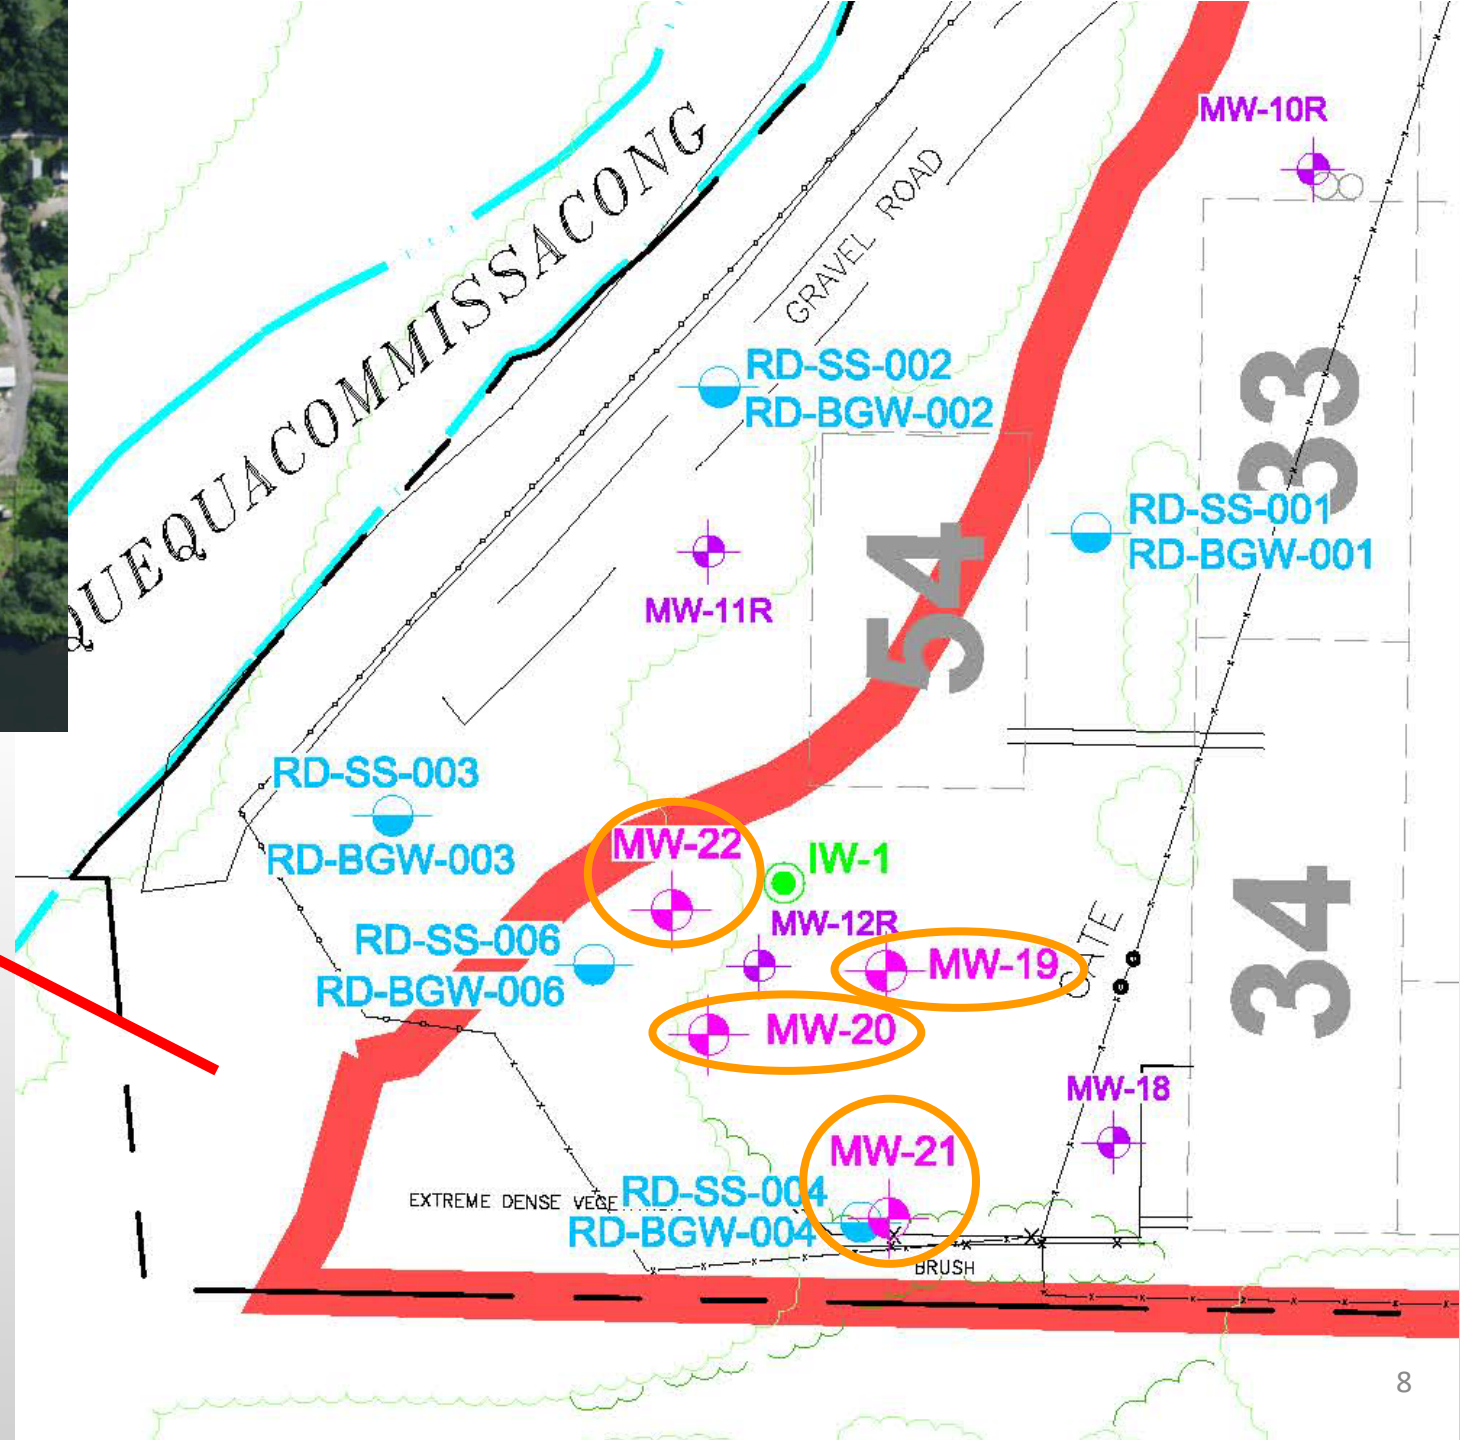 MW-10R
QUEQUACOMMISSACONG
GRAVEL ROAD
RD-SS-002
RD-BGW-002
33
RD-SS-001
RD-BGW-001
54
MW-11R
RD-SS-003
RD-BGW-003
MW-22
IW-1
MW-12R
RD-SS-006
RD-BGW-006
MW-19
GATE
34
MW-20
MW-18
MW-21
EXTREME DENSE VEGE
RD-SS-004
RD-BGW-004
BRUSH
8